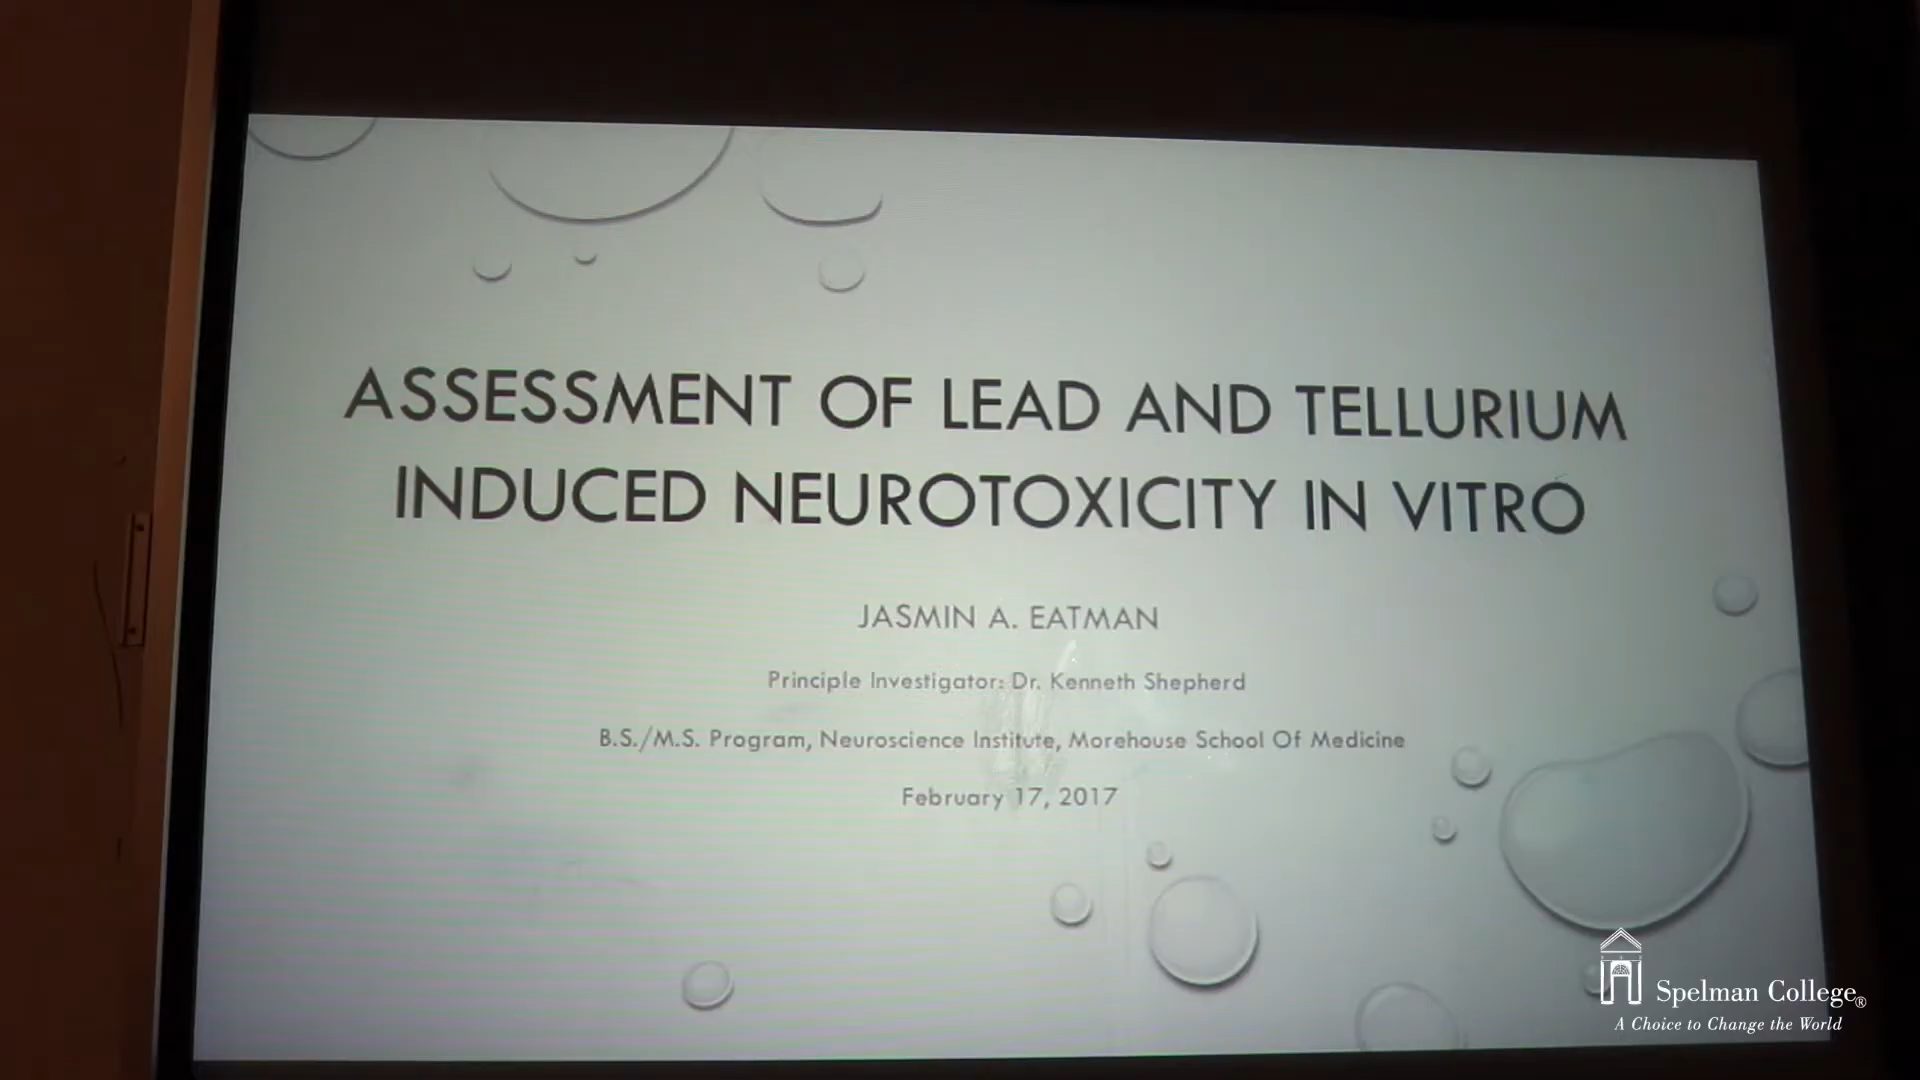 ASSESSMENT OF LEAD AND TELLURIUM
INDUCED NEUROTOXICITY IN VITRO
JASMIN A. EATMAN
Principle Investigator: Dr. Kenneth Shepherd
B.S./M.S. Program, Neuroscience Institute, Morehouse School Of Medicine
February 17, 2017
Spelman College®
A Choice to Change the World